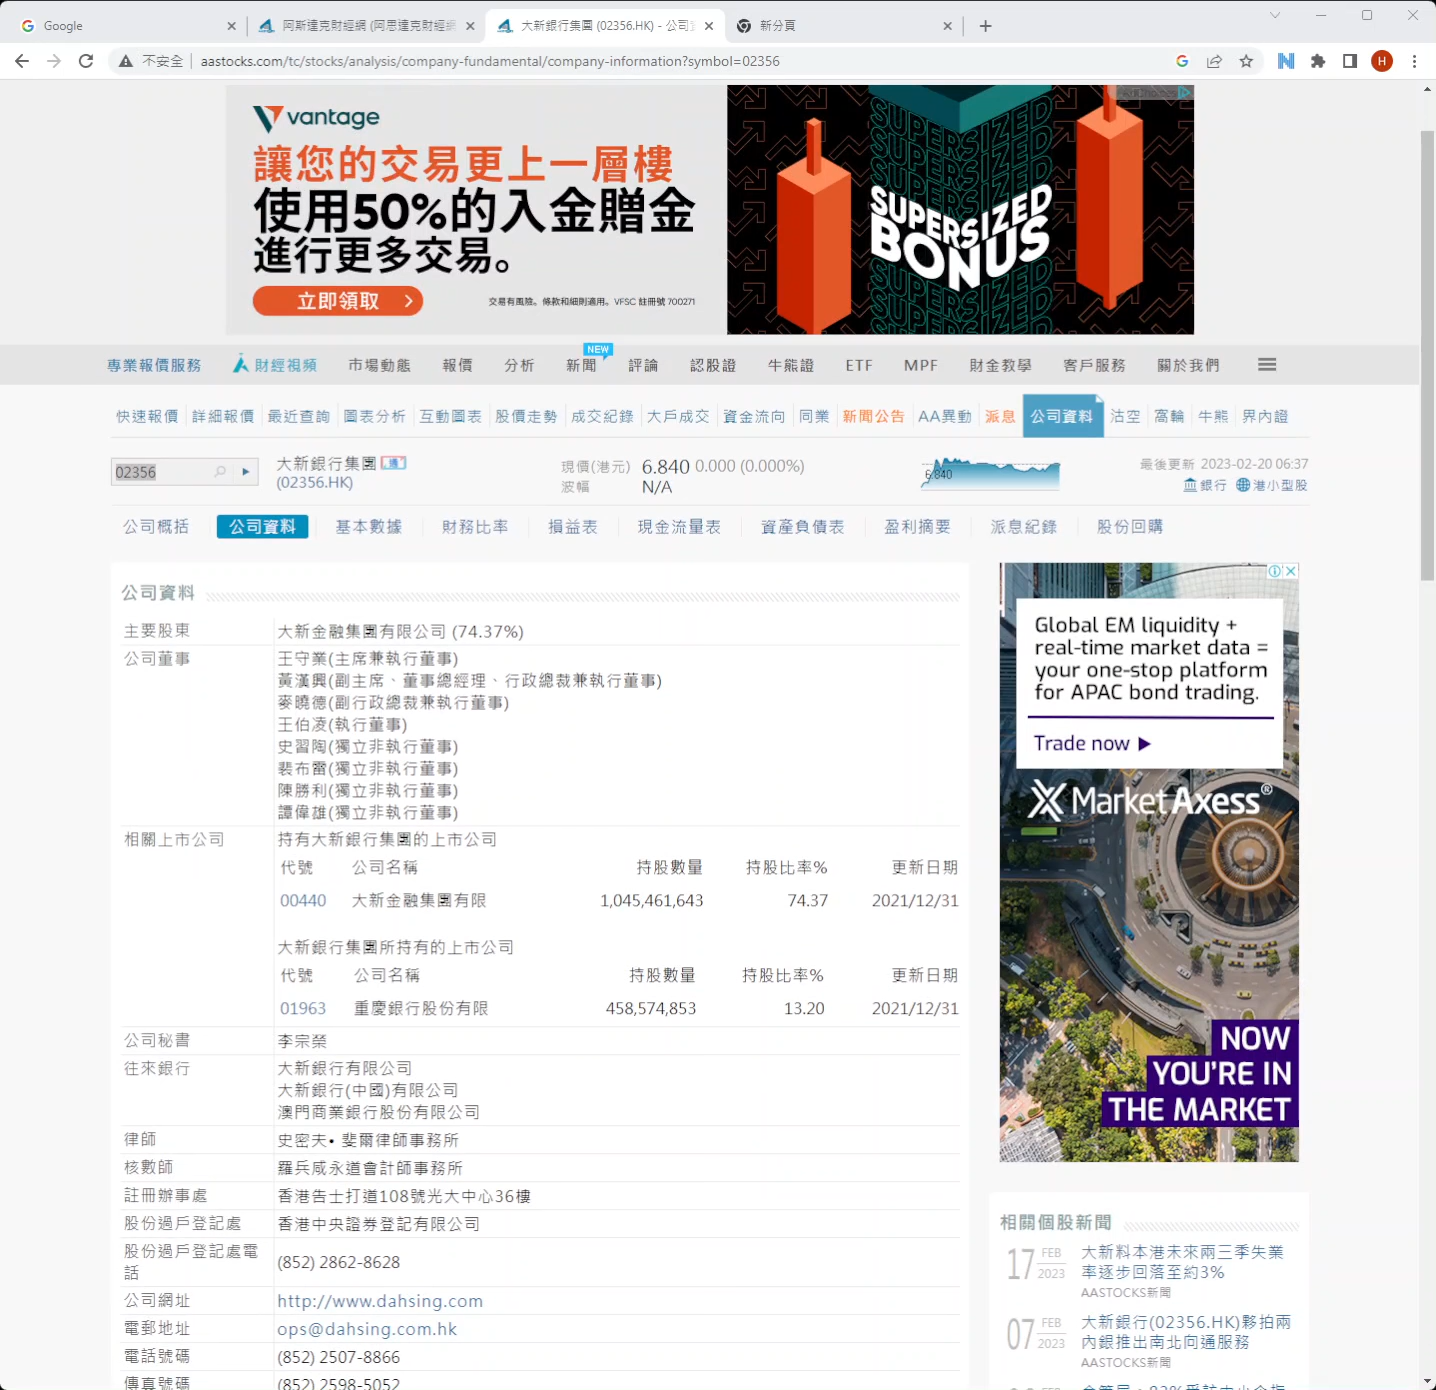 Google
阿斯達克財經網 (阿思達克財經網
大新銀行集團 (02356.HK) - 公司
新分頁
不安全
aastocks.com/tc/stocks/analysis/company-fundamental/company-information?symbol=02356
H
vantage
讓您的交易更上一層樓
使用50%的入金贈金
進行更多交易。
立即領取
交易有風險。條款和細則適用。VFSC 註冊號 700271
SUPERSIZED
BONUS
NEW
專業報價服務 財經視頻 市場動態 報價 分析 新聞 評論 認股證 牛熊證 ETF MPF 財金教學 客戶服務 關於我們
快速報價 詳細報價 最近查詢 圖表分析 互動圖表 股價走勢 成交紀錄 大戶成交 資金流向 同業 新聞公告 AA異動 派息 公司資料 沽空 窩輪 牛熊 界內證
02356
大新銀行集團
(02356.HK)
現價(港元) 6.840 0.000 (0.000%)
波幅 N/A
6.840
最後更新 2023-02-20 06:37
銀行 港小型股
公司概括 公司資料 基本數據 財務比率 損益表 現金流量表 資產負債表 盈利摘要 派息紀錄 股份回購
公司資料
主要股東 大新金融集團有限公司 (74.37%)
公司董事 王守業(主席兼執行董事)
黃漢興(副主席、董事總經理、行政總裁兼執行董事)
麥曉德(副行政總裁兼執行董事)
王伯凌(執行董事)
史習陶(獨立非執行董事)
裴布雷(獨立非執行董事)
陳勝利(獨立非執行董事)
譚偉雄(獨立非執行董事)
相關上市公司 持有大新銀行集團的上市公司
代號 公司名稱 持股數量 持股比率% 更新日期
00440 大新金融集團有限 1,045,461,643 74.37 2021/12/31
大新銀行集團所持有的上市公司
代號 公司名稱 持股數量 持股比率% 更新日期
01963 重慶銀行股份有限 458,574,853 13.20 2021/12/31
公司秘書 李宗榮
往來銀行 大新銀行有限公司
大新銀行(中國)有限公司
澳門商業銀行股份有限公司
律師 史密夫• 斐爾律師事務所
核數師 羅兵咸永道會計師事務所
註冊辦事處 香港告士打道108號光大中心36樓
股份過戶登記處 香港中央證券登記有限公司
股份過戶登記處電
話 (852) 2862-8628
公司網址 http://www.dahsing.com
電郵地址 ops@dahsing.com.hk
電話號碼 (852) 2507-8866
傳真號碼 (852) 2598-5052
Global EM liquidity +
real-time market data =
your one-stop platform
for APAC bond trading.
Trade now
MarketAxess®
NOW
YOU'RE IN
THE MARKET
相關個股新聞
17 FEB 2023
大新料本港未來兩三季失業
率逐步回落至約3%
AASTOCKS新聞
07 FEB 2023
大新銀行(02356.HK)夥拍兩
內銀推出南北向通服務
AASTOCKS新聞